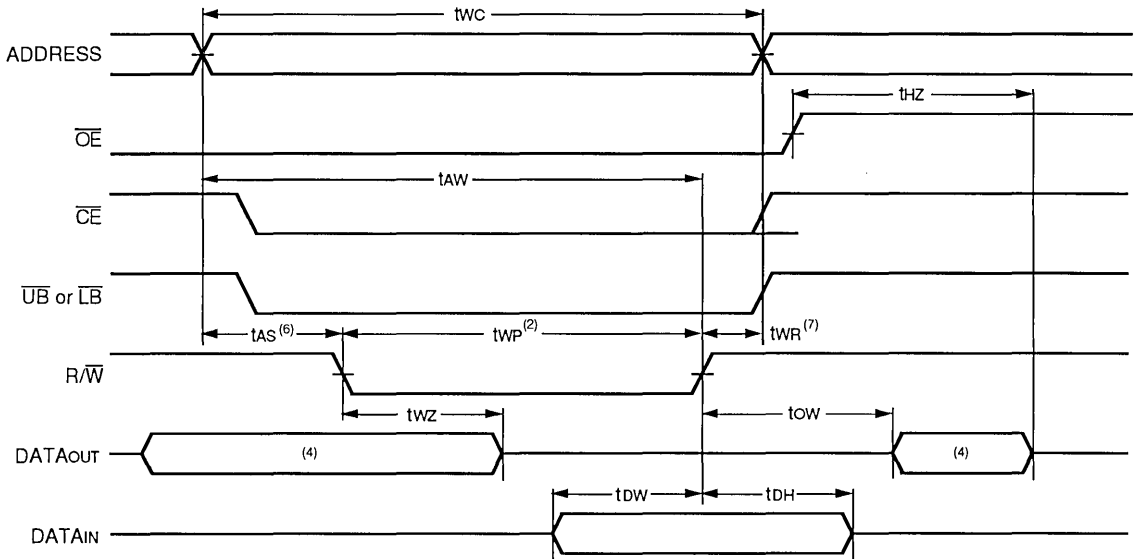 tWC
ADDRESS
tHZ
OE
tAW
CE
UB or LB
tAS (6)
tWP (2)
tWR (7)
R/W
tWZ
tOW
DATAOUT
(4)
(4)
tDW
tDH
DATAIN